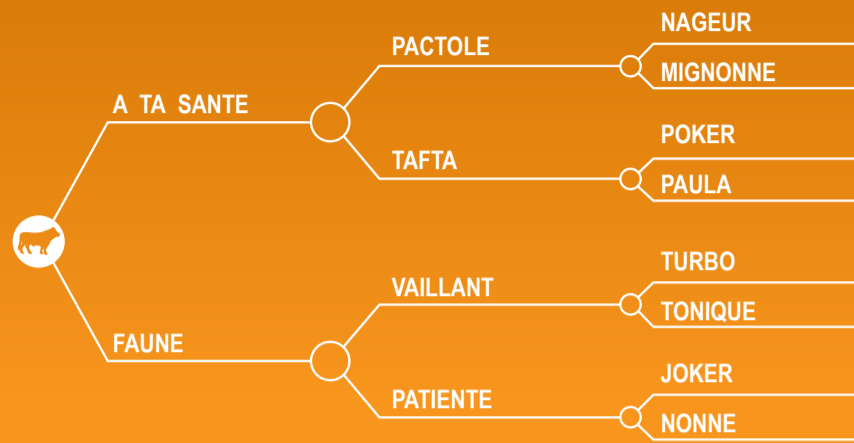 NAGEUR
PACTOLE
MIGNONNE
A TA SANTE
POKER
TAFTA
PAULA
TURBO
VAILLANT
TONIQUE
FAUNE
JOKER
PATIENTE
NONNE